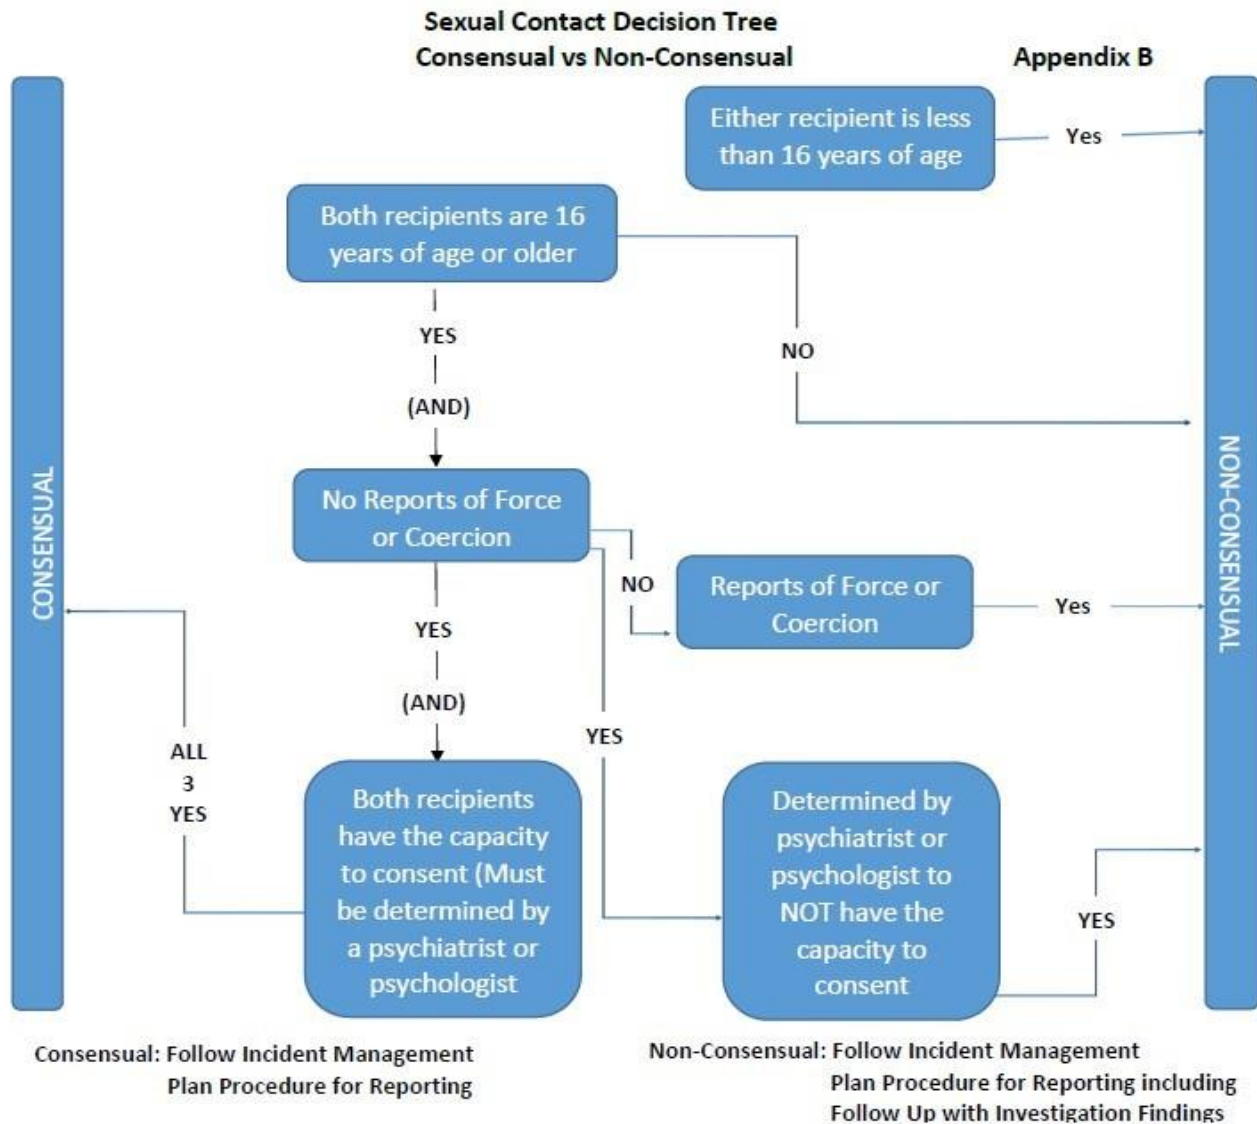 Sexual Contact Decision Tree
Consensual vs Non-Consensual
Appendix B
Either recipient is less
than 16 years of age
Yes
Both recipients are 16
years of age or older
YES
(AND)
NO
No Reports of Force
or Coercion
NO
Reports of Force or
Coercion
Yes
YES
(AND)
YES
CONSENSUAL
NON-CONSENSUAL
ALL
3
YES
Both recipients
have the capacity
to consent (Must
be determined by
a psychiatrist or
psychologist
Determined by
psychiatrist or
psychologist to
NOT have the
capacity to
consent
YES
Consensual: Follow Incident Management
Plan Procedure for Reporting
Non-Consensual: Follow Incident Management
Plan Procedure for Reporting including
Follow Up with Investigation Findings